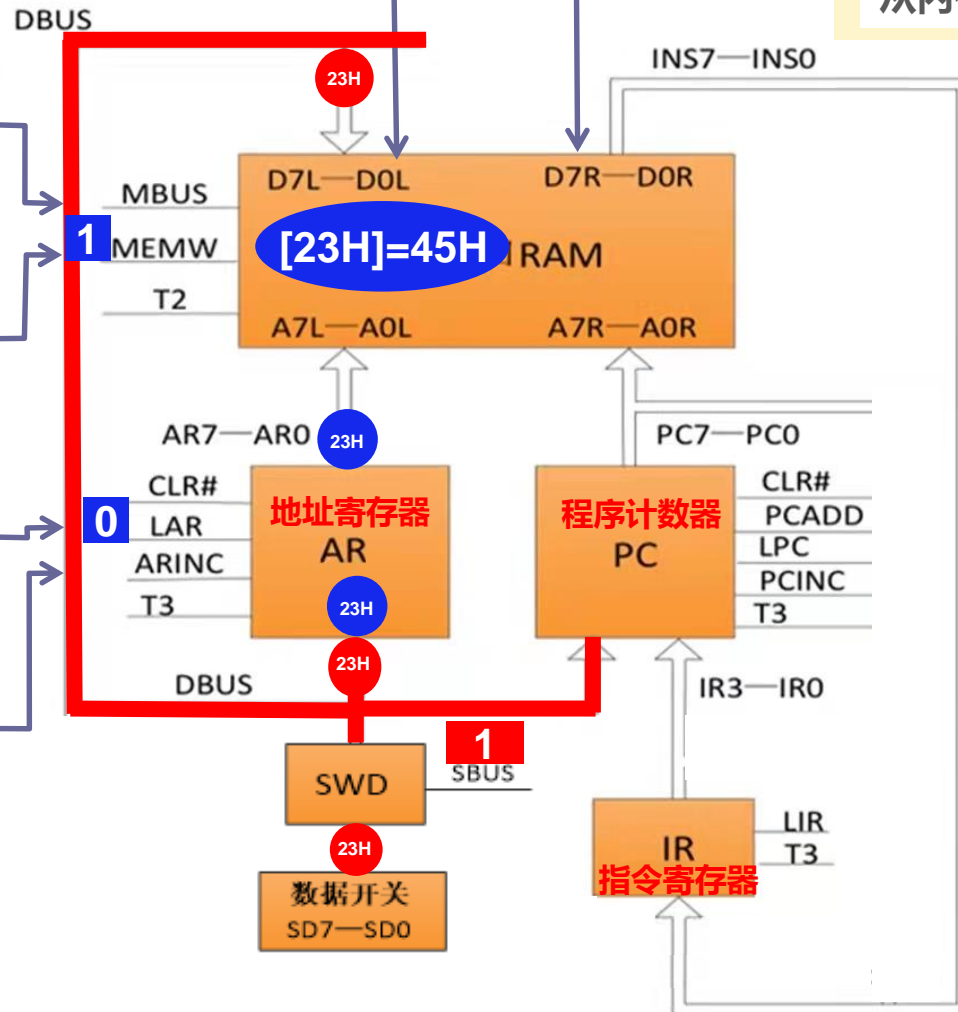 DBUS
INS7—INS0
23H
D7L—D0L
D7R—D0R
MBUS
1
MEMW
[23H]=45H
RAM
T2
A7L—A0L
A7R—A0R
AR7—AR0
23H
PC7—PC0
CLR#
0
LAR
ARINC
T3
地址寄存器
AR
23H
程序计数器
PC
CLR#
PCADD
LPC
PCINC
T3
23H
DBUS
IR3—IR0
1
SBUS
SWD
23H
LIR
T3
IR
指令寄存器
数据开关
SD7—SD0